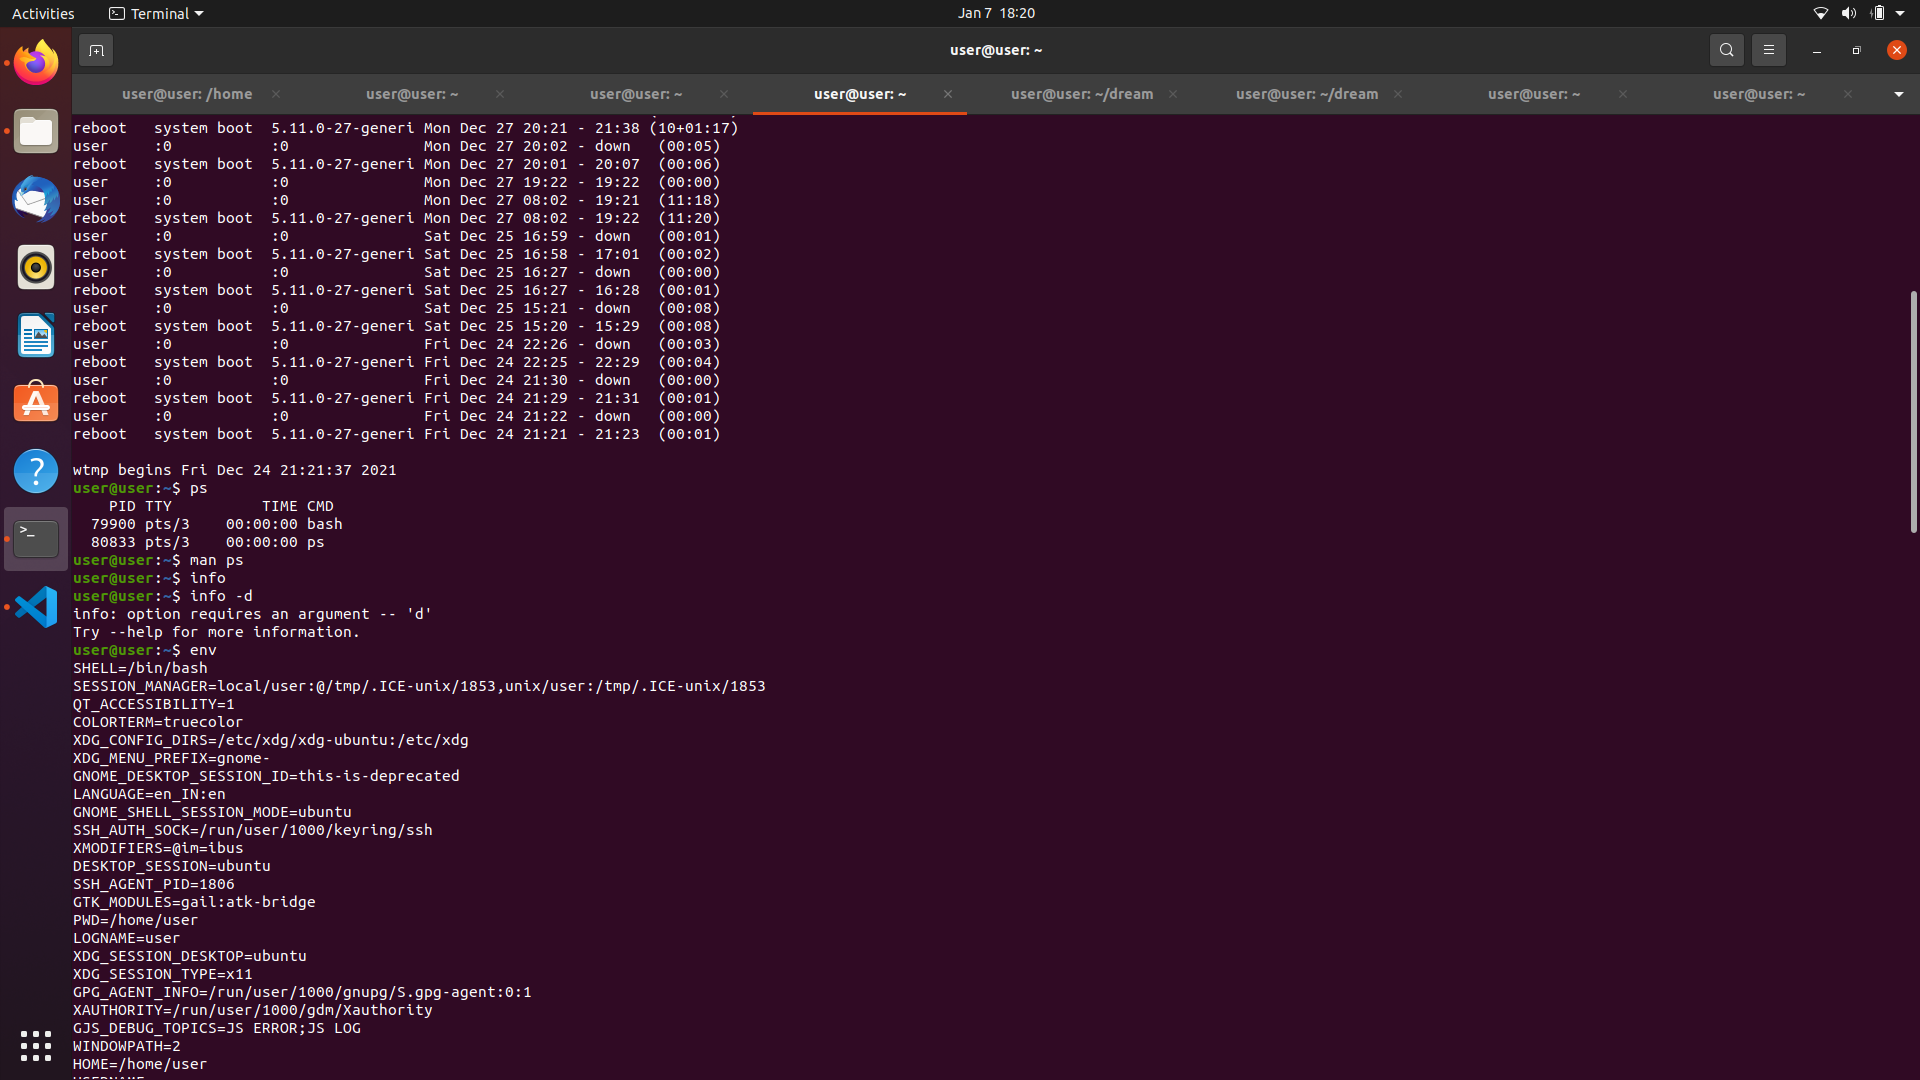 Activities Terminal Jan 7 18:20
user@user: ~
user@user: /home user@user: ~ user@user: ~ user@user: ~ user@user: ~/dream user@user: ~/dream user@user: ~ user@user: ~
reboot   system boot  5.11.0-27-generi Mon Dec 27 20:21 - 21:38 (10+01:17)
user     :0           :0               Mon Dec 27 20:02 - down   (00:05)
reboot   system boot  5.11.0-27-generi Mon Dec 27 20:01 - 20:07  (00:06)
user     :0           :0               Mon Dec 27 19:22 - 19:22  (00:00)
user     :0           :0               Mon Dec 27 08:02 - 19:21  (11:18)
reboot   system boot  5.11.0-27-generi Mon Dec 27 08:02 - 19:22  (11:20)
user     :0           :0               Sat Dec 25 16:59 - down   (00:01)
reboot   system boot  5.11.0-27-generi Sat Dec 25 16:58 - 17:01  (00:02)
user     :0           :0               Sat Dec 25 16:27 - down   (00:00)
reboot   system boot  5.11.0-27-generi Sat Dec 25 16:27 - 16:28  (00:01)
user     :0           :0               Sat Dec 25 15:21 - down   (00:08)
reboot   system boot  5.11.0-27-generi Sat Dec 25 15:20 - 15:29  (00:08)
user     :0           :0               Fri Dec 24 22:26 - down   (00:03)
reboot   system boot  5.11.0-27-generi Fri Dec 24 22:25 - 22:29  (00:04)
user     :0           :0               Fri Dec 24 21:30 - down   (00:00)
reboot   system boot  5.11.0-27-generi Fri Dec 24 21:29 - 21:31  (00:01)
user     :0           :0               Fri Dec 24 21:22 - down   (00:00)
reboot   system boot  5.11.0-27-generi Fri Dec 24 21:21 - 21:23  (00:01)
wtmp begins Fri Dec 24 21:21:37 2021
user@user:~$ ps
    PID TTY          TIME CMD
  79900 pts/3    00:00:00 bash
  80833 pts/3    00:00:00 ps
user@user:~$ man ps
user@user:~$ info
user@user:~$ info -d
info: option requires an argument -- 'd'
Try --help for more information.
user@user:~$ env
SHELL=/bin/bash
SESSION_MANAGER=local/user:@/tmp/.ICE-unix/1853,unix/user:/tmp/.ICE-unix/1853
QT_ACCESSIBILITY=1
COLORTERM=truecolor
XDG_CONFIG_DIRS=/etc/xdg/xdg-ubuntu:/etc/xdg
XDG_MENU_PREFIX=gnome-
GNOME_DESKTOP_SESSION_ID=this-is-deprecated
LANGUAGE=en_IN:en
GNOME_SHELL_SESSION_MODE=ubuntu
SSH_AUTH_SOCK=/run/user/1000/keyring/ssh
XMODIFIERS=@im=ibus
DESKTOP_SESSION=ubuntu
SSH_AGENT_PID=1806
GTK_MODULES=gail:atk-bridge
PWD=/home/user
LOGNAME=user
XDG_SESSION_DESKTOP=ubuntu
XDG_SESSION_TYPE=x11
GPG_AGENT_INFO=/run/user/1000/gnupg/S.gpg-agent:0:1
XAUTHORITY=/run/user/1000/gdm/Xauthority
GJS_DEBUG_TOPICS=JS ERROR;JS LOG
WINDOWPATH=2
HOME=/home/user